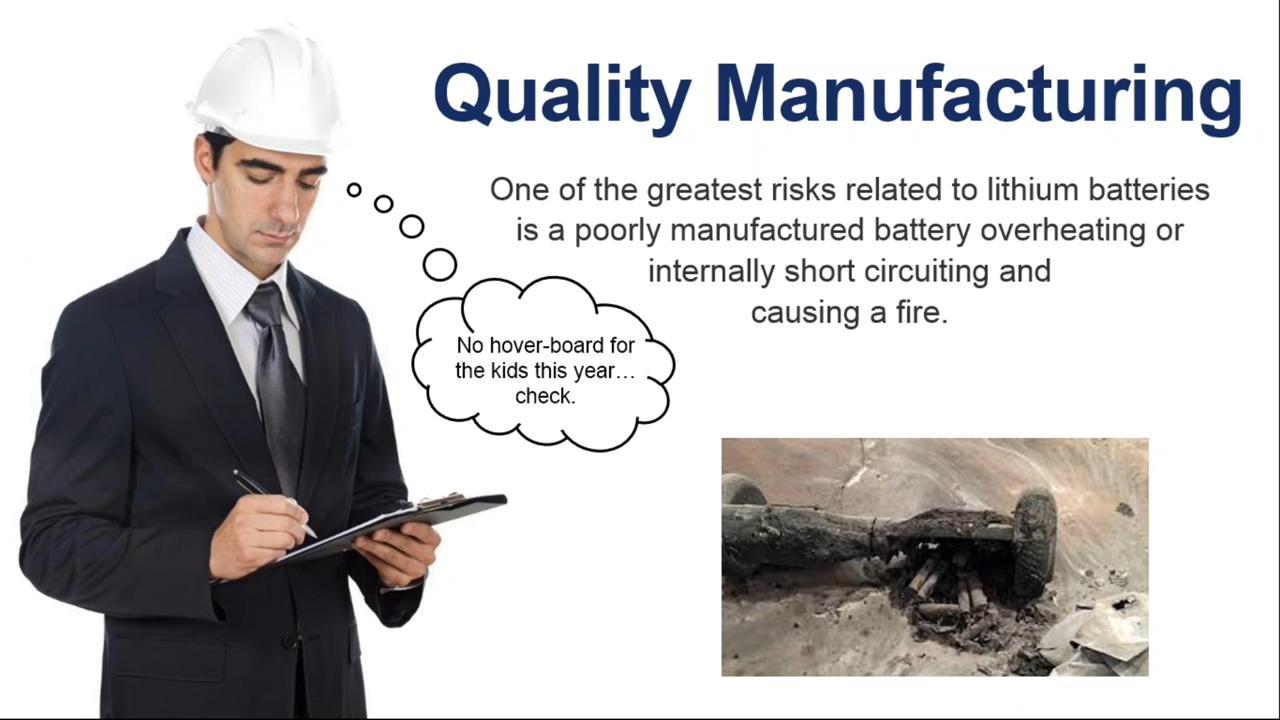 Quality Manufacturing
One of the greatest risks related to lithium batteries
is a poorly manufactured battery overheating or
internally short circuiting and
causing a fire.
No hover-board for
the kids this year…
check.